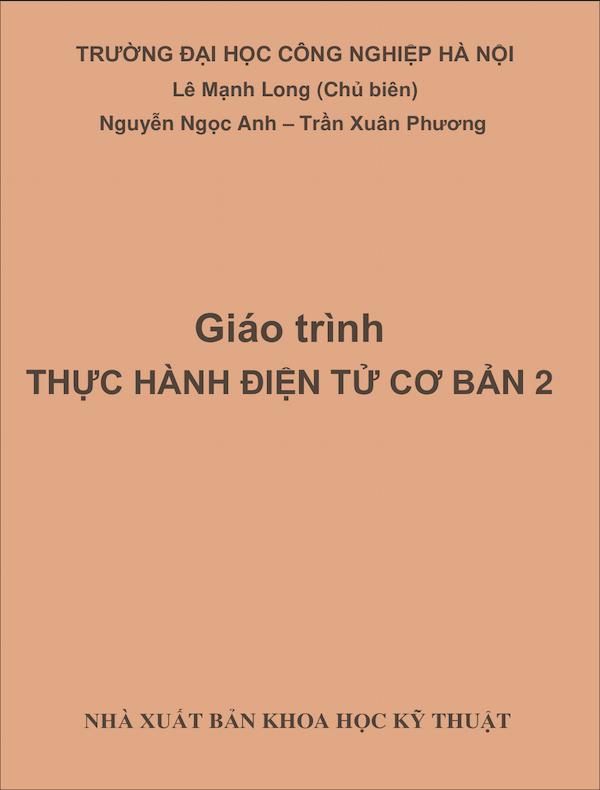 TRƯỜNG ĐẠI HỌC CÔNG NGHIỆP HÀ NỘI
Lê Mạnh Long (Chủ biên)
Nguyễn Ngọc Anh – Trần Xuân Phương
Giáo trình
THỰC HÀNH ĐIỆN TỬ CƠ BẢN 2
NHÀ XUẤT BẢN KHOA HỌC KỸ THUẬT